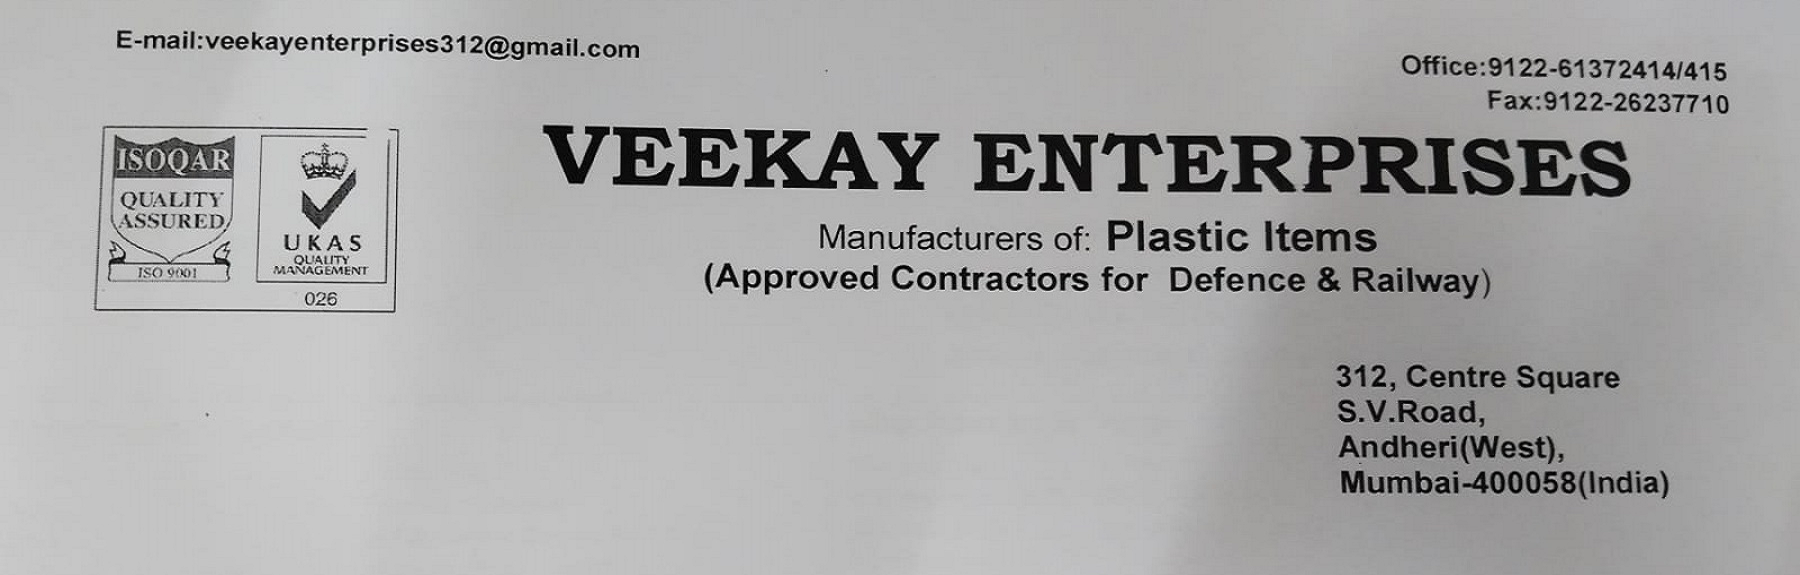 E-mail:veekayenterprises312@gmail.com
Office:9122-61372414/415
Fax:9122-26237710
ISOQAR
QUALITY
ASSURED
ISO 9001
UKAS
QUALITY
MANAGEMENT
026
VEEKAY ENTERPRISES
Manufacturers of: Plastic Items
(Approved Contractors for Defence & Railway)
312, Centre Square
S.V.Road,
Andheri(West),
Mumbai-400058(India)